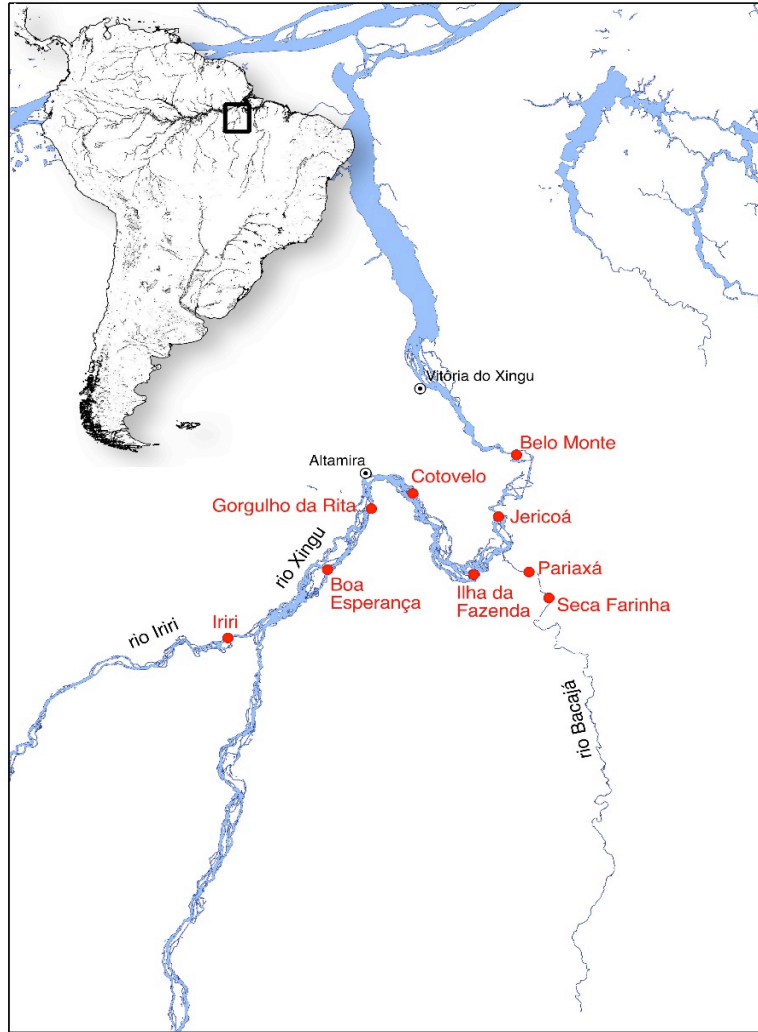 Vitória do Xingu
Belo Monte
Altamira
Cotovelo
Gorgulho da Rita
Jericoá
rio Xingu
Boa
Esperança
Ilha da
Fazenda
Pariaxá
Seca Farinha
Iriri
rio Iriri
rio Bacajá